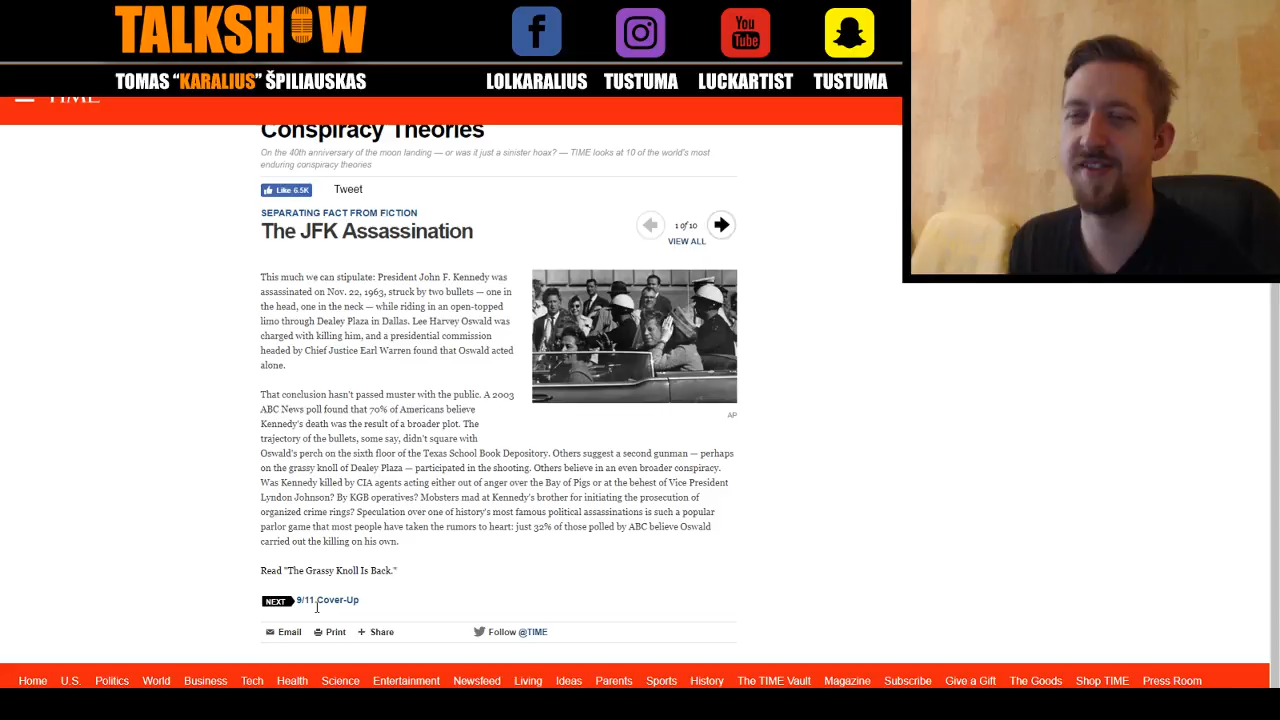 TALKSHOW
TOMAS "KARALIUS" ŠPILIAUSKAS
LOLKARALIUS
TUSTUMA
You
Tube
LUCKARTIST
TUSTUMA
TIME
Conspiracy Theories
On the 40th anniversary of the moon landing — or was it just a sinister hoax? — TIME looks at 10 of the world's most
enduring conspiracy theories
Like 6.5K
Tweet
SEPARATING FACT FROM FICTION
The JFK Assassination
1 of 10
VIEW ALL
This much we can stipulate: President John F. Kennedy was
assassinated on Nov. 22, 1963, struck by two bullets — one in
the head, one in the neck — while riding in an open-topped
limo through Dealey Plaza in Dallas. Lee Harvey Oswald was
charged with killing him, and a presidential commission
headed by Chief Justice Earl Warren found that Oswald acted
alone.
AP
That conclusion hasn't passed muster with the public. A 2003
ABC News poll found that 70% of Americans believe
Kennedy's death was the result of a broader plot. The
trajectory of the bullets, some say, didn't square with
Oswald's perch on the sixth floor of the Texas School Book Depository. Others suggest a second gunman — perhaps
on the grassy knoll of Dealey Plaza — participated in the shooting. Others believe in an even broader conspiracy.
Was Kennedy killed by CIA agents acting either out of anger over the Bay of Pigs or at the behest of Vice President
Lyndon Johnson? By KGB operatives? Mobsters mad at Kennedy's brother for initiating the prosecution of
organized crime rings? Speculation over one of history's most famous political assassinations is such a popular
parlor game that most people have taken the rumors to heart: just 32% of those polled by ABC believe Oswald
carried out the killing on his own.
Read "The Grassy Knoll Is Back."
NEXT 9/11 Cover-Up
Email Print + Share Follow @TIME
Home U.S. Politics World Business Tech Health Science Entertainment Newsfeed Living Ideas Parents Sports History The TIME Vault Magazine Subscribe Give a Gift The Goods Shop TIME Press Room